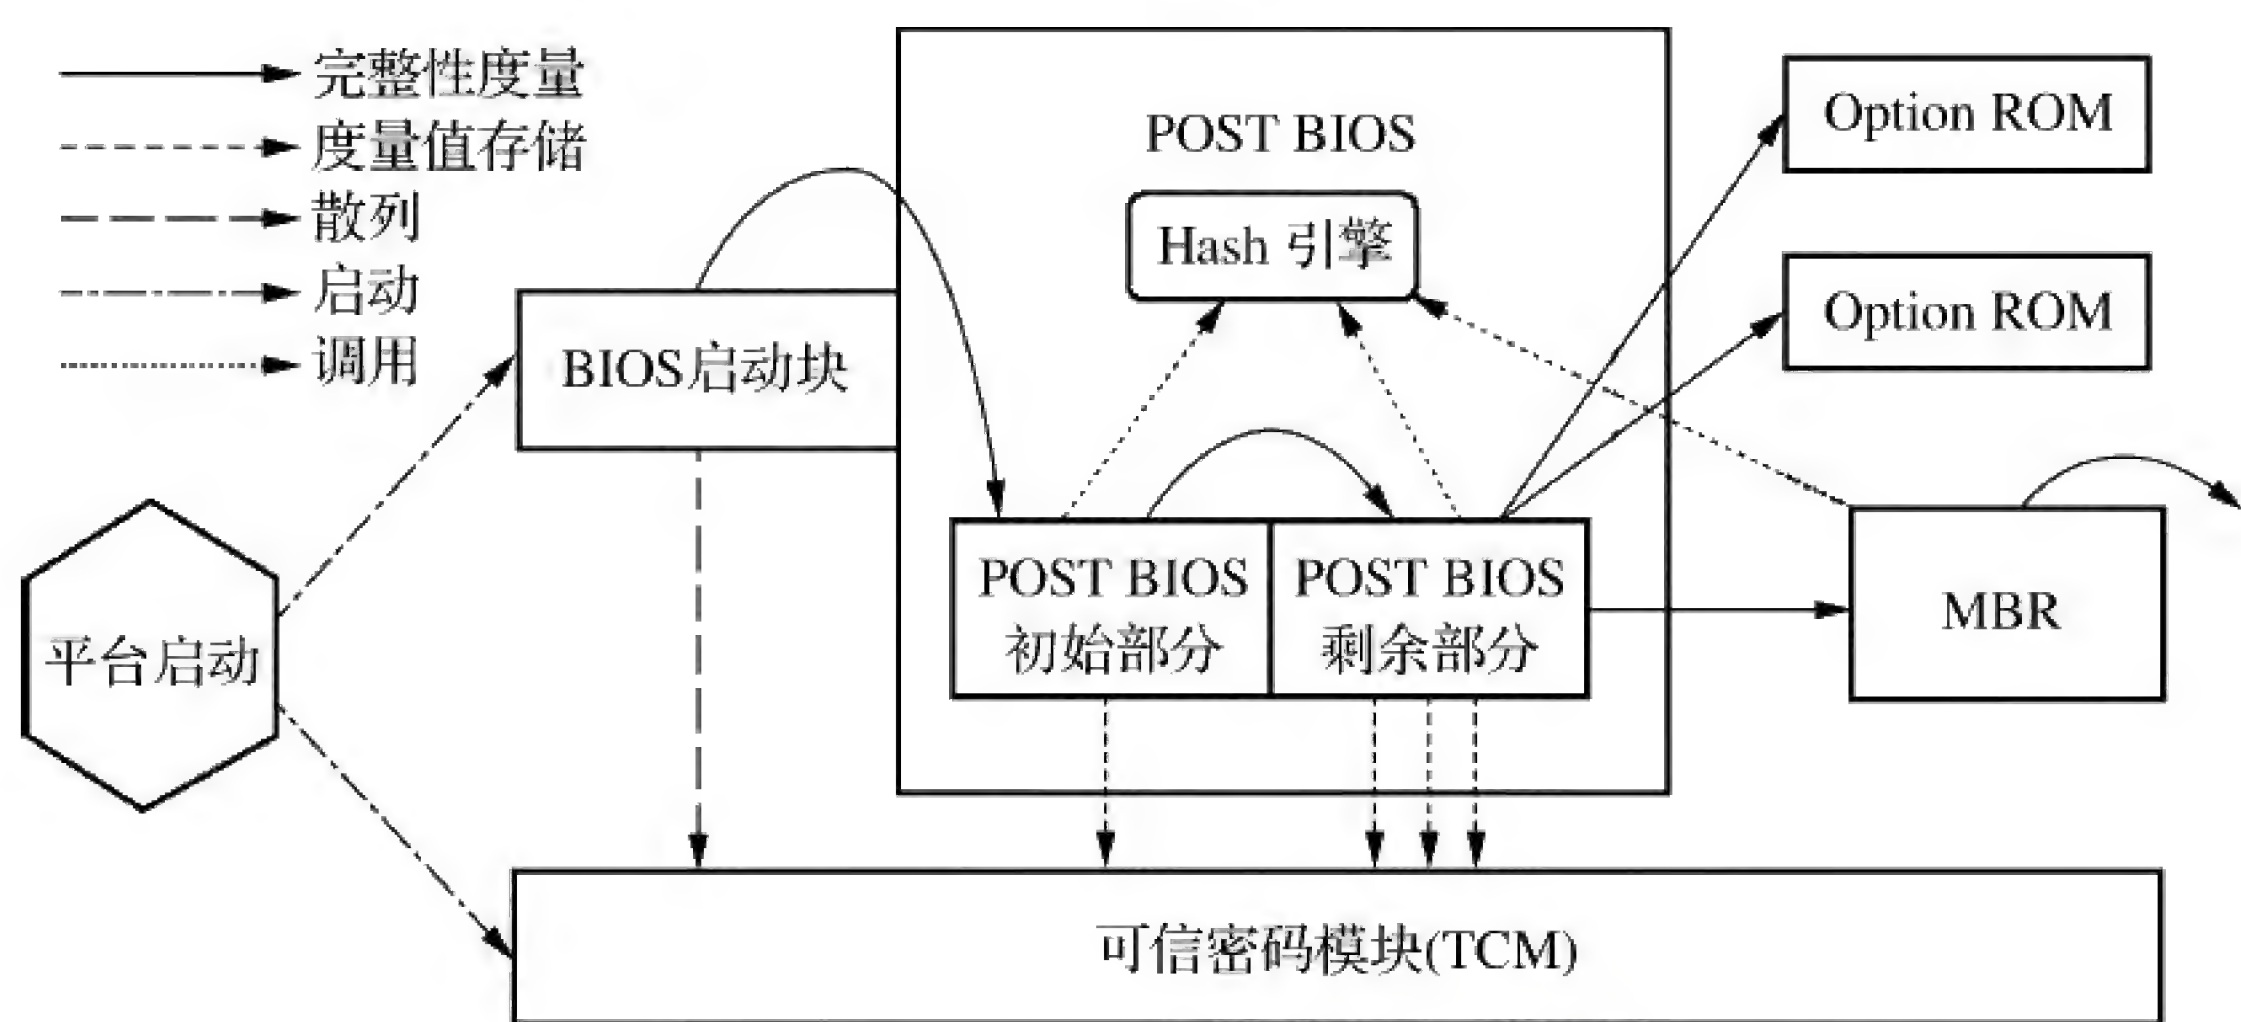 完整性度量
度量值存储
散列
启动
调用
POST BIOS
Hash 引擎
Option ROM
Option ROM
BIOS启动块
平台启动
POST BIOS
初始部分
POST BIOS
剩余部分
MBR
可信密码模块(TCM)